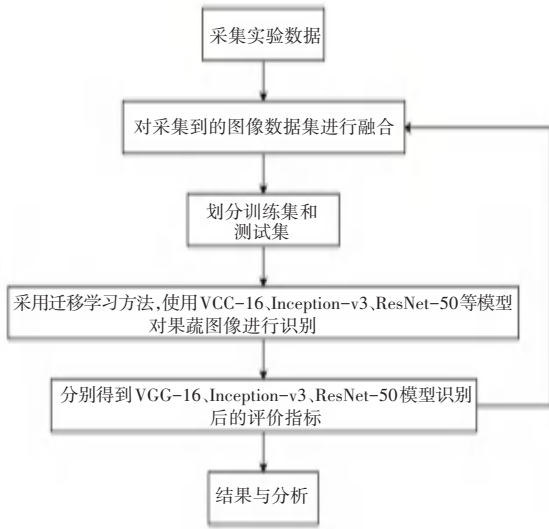 采集实验数据
对采集到的图像数据集进行融合
划分训练集和
测试集
采用迁移学习方法,使用VCC-16、Inception-v3、ResNet-50等模型
对果蔬图像进行识别
分别得到VGG-16、Inception-v3、ResNet-50模型识别
后的评价指标
结果与分析